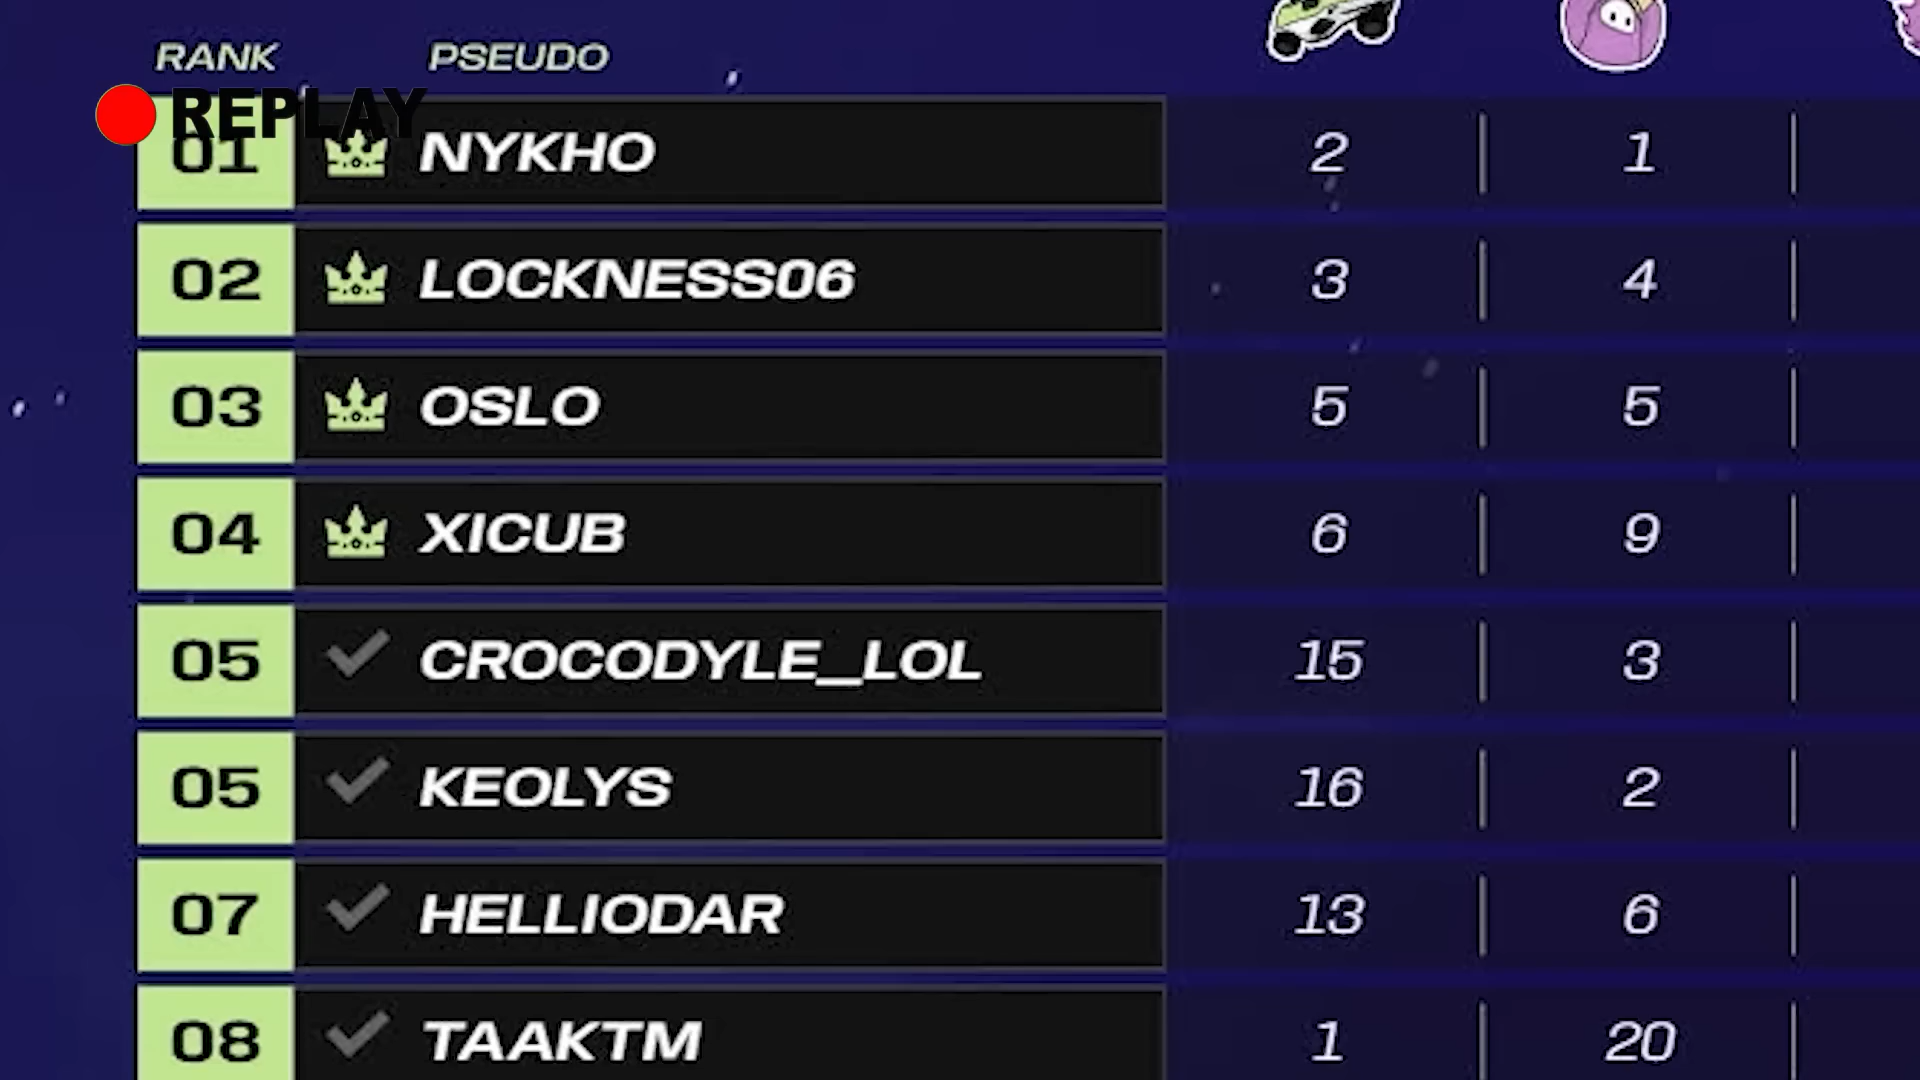 RANK PSEUDO
REPLAY
01 NYKHO 2 1
02 LOCKNESS06 3 4
03 OSLO 5 5
04 XICUB 6 9
05 CROCODYLE_LOL 15 3
05 KEOLYS 16 2
07 HELLIODAR 13 6
08 TAAKTM 1 20